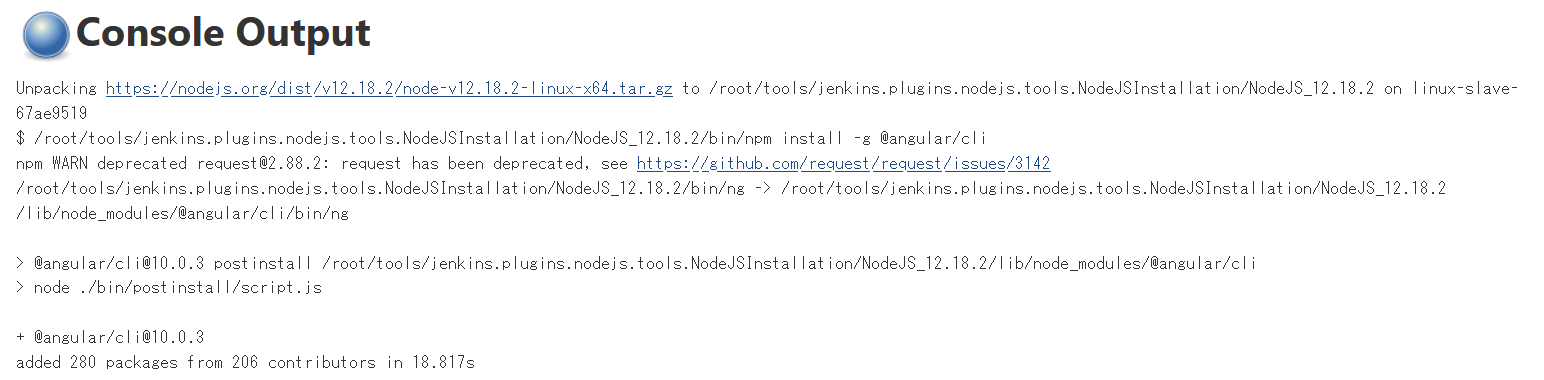 Console Output
Unpacking https://nodejs.org/dist/v12.18.2/node-v12.18.2-linux-x64.tar.gz to /root/tools/jenkins.plugins.nodejs.tools.NodeJSInstallation/NodeJS_12.18.2 on linux-slave-
67ae9519
$ /root/tools/jenkins.plugins.nodejs.tools.NodeJSInstallation/NodeJS_12.18.2/bin/npm install -g @angular/cli
npm WARN deprecated request@2.88.2: request has been deprecated, see https://github.com/request/request/issues/3142
/root/tools/jenkins.plugins.nodejs.tools.NodeJSInstallation/NodeJS_12.18.2/bin/ng -> /root/tools/jenkins.plugins.nodejs.tools.NodeJSInstallation/NodeJS_12.18.2
/lib/node_modules/@angular/cli/bin/ng
> @angular/cli@10.0.3 postinstall /root/tools/jenkins.plugins.nodejs.tools.NodeJSInstallation/NodeJS_12.18.2/lib/node_modules/@angular/cli
> node ./bin/postinstall/script.js
+ @angular/cli@10.0.3
added 280 packages from 206 contributors in 18.817s